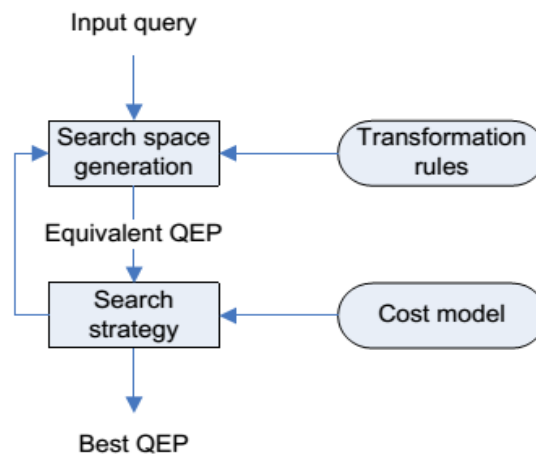 Input query
Search space
generation
Transformation
rules
Equivalent QEP
Search
strategy
Cost model
Best QEP